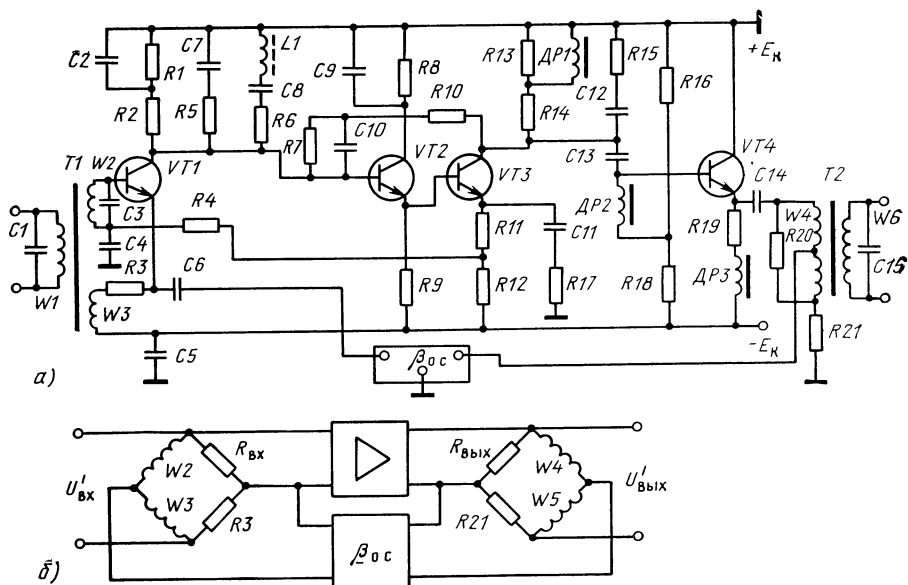 C2
R1
C7
L1
C9
R8
R13
ДР1
R15
R16
+Eк
R2
R5
C8
R6
R10
R14
C12
R7
C10
VT2
VT3
C13
VT4
T1 W2
VT1
C14
T2
C1
C3
R4
ДР2
W4
W6
C4
R11
C11
R19
R20
C15
R3
C6
W1
W3
R9
R12
R17
R18
ДР3
R21
C5
βос
−Eк
а)
W2
Rвх
Rвых
W4
U′вх
U′вых
W3
R3
R21
W5
βос
б)